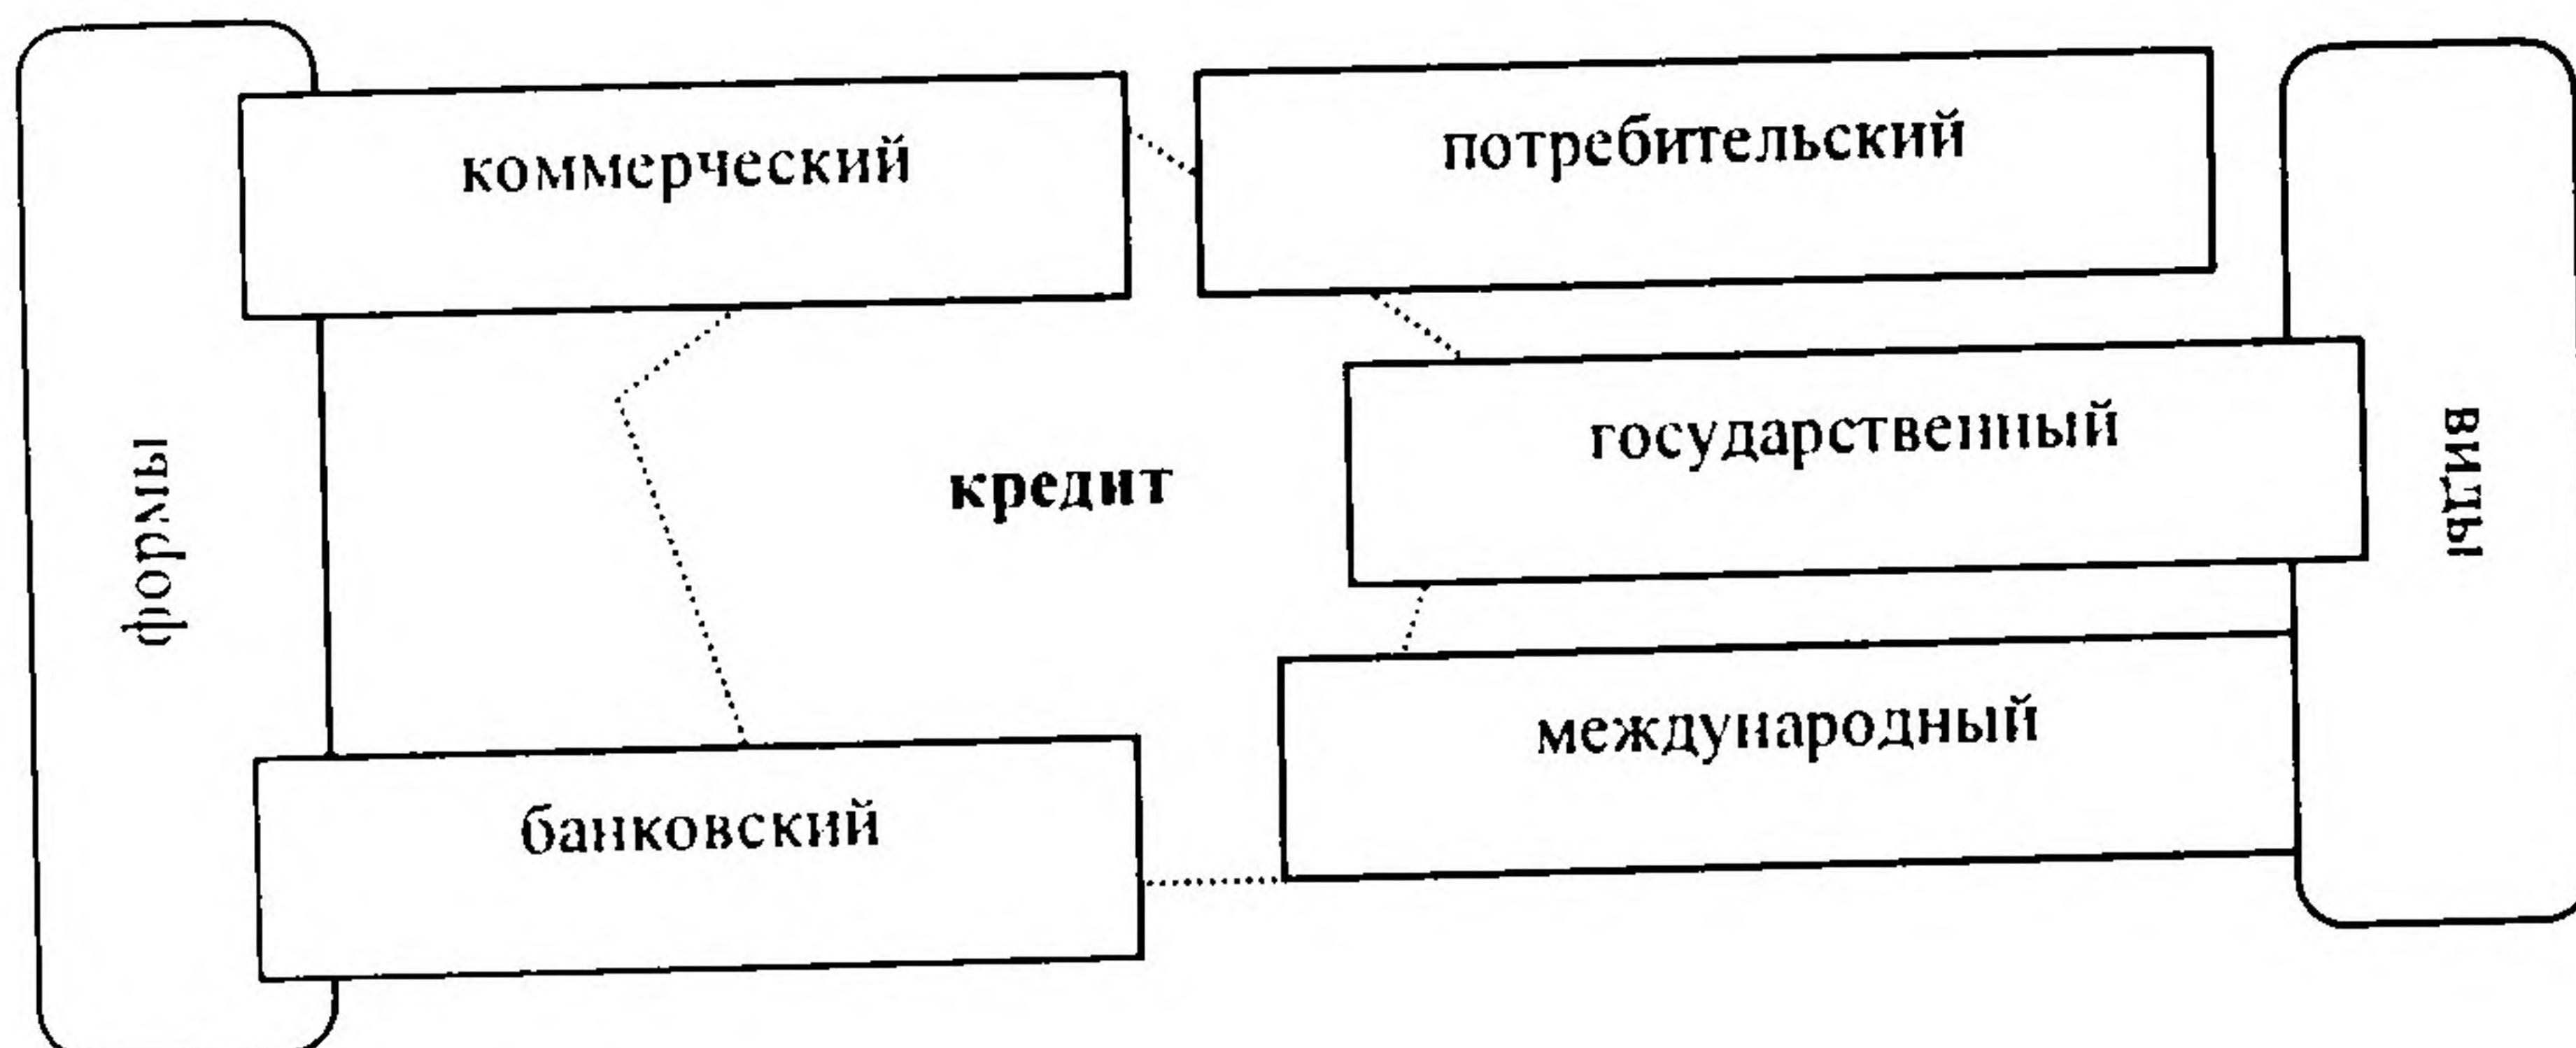 коммерческий
потребительский
формы
кредит
государственный
виды
международный
банковский